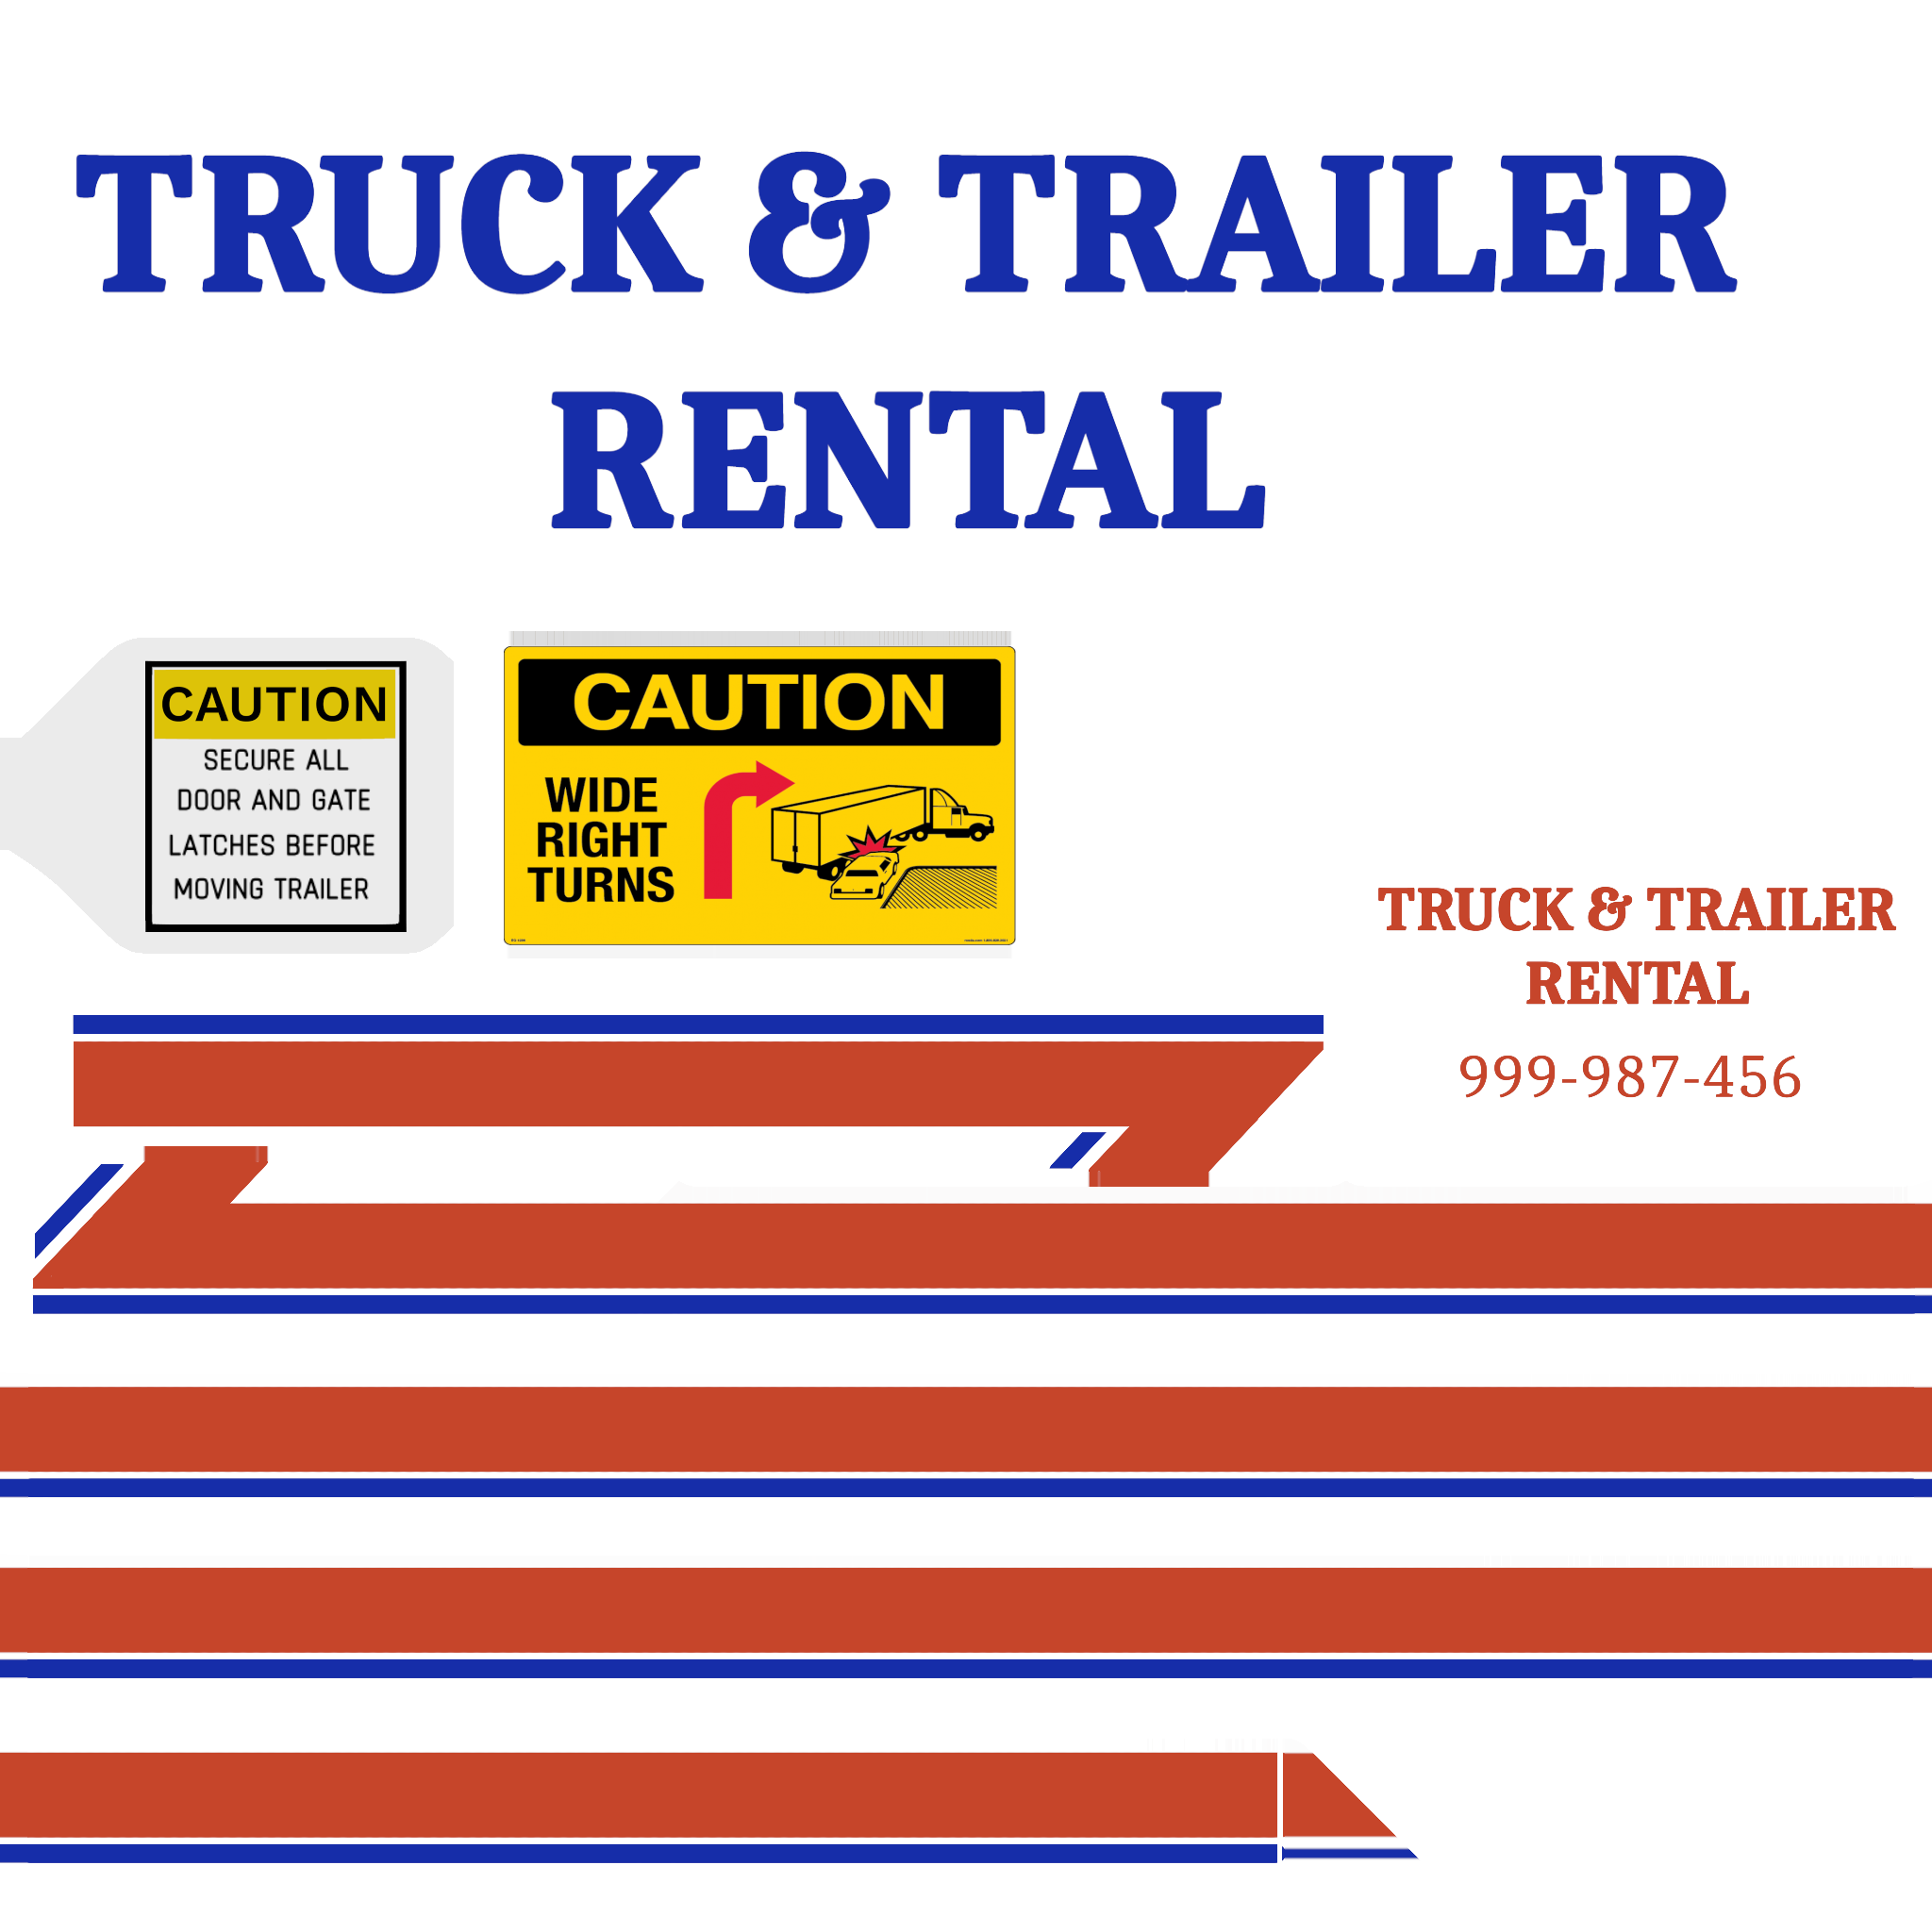 TRUCK & TRAILER
RENTAL
CAUTION
SECURE ALL
DOOR AND GATE
LATCHES BEFORE
MOVING TRAILER
CAUTION
WIDE
RIGHT
TURNS
TRUCK & TRAILER
RENTAL
999-987-456